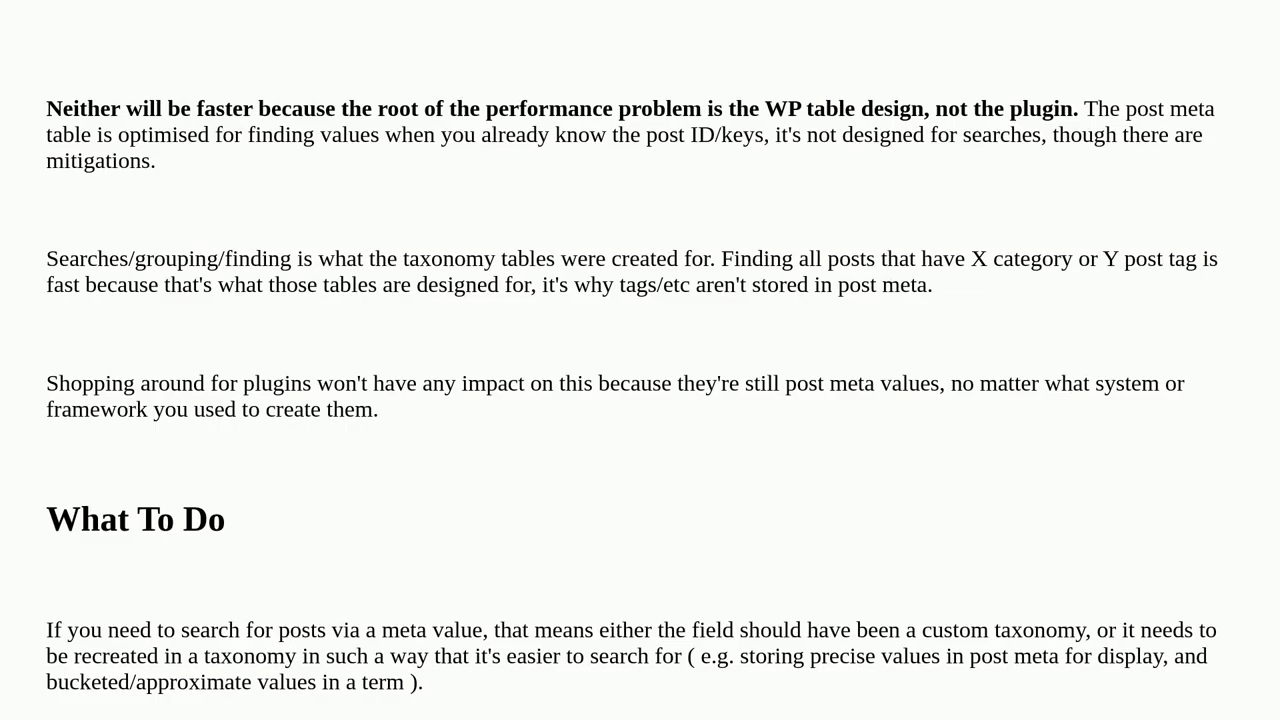 Neither will be faster because the root of the performance problem is the WP table design, not the plugin. The post meta
table is optimised for finding values when you already know the post ID/keys, it's not designed for searches, though there are
mitigations.
Searches/grouping/finding is what the taxonomy tables were created for. Finding all posts that have X category or Y post tag is
fast because that's what those tables are designed for, it's why tags/etc aren't stored in post meta.
Shopping around for plugins won't have any impact on this because they're still post meta values, no matter what system or
framework you used to create them.
What To Do
If you need to search for posts via a meta value, that means either the field should have been a custom taxonomy, or it needs to
be recreated in a taxonomy in such a way that it's easier to search for ( e.g. storing precise values in post meta for display, and
bucketed/approximate values in a term ).